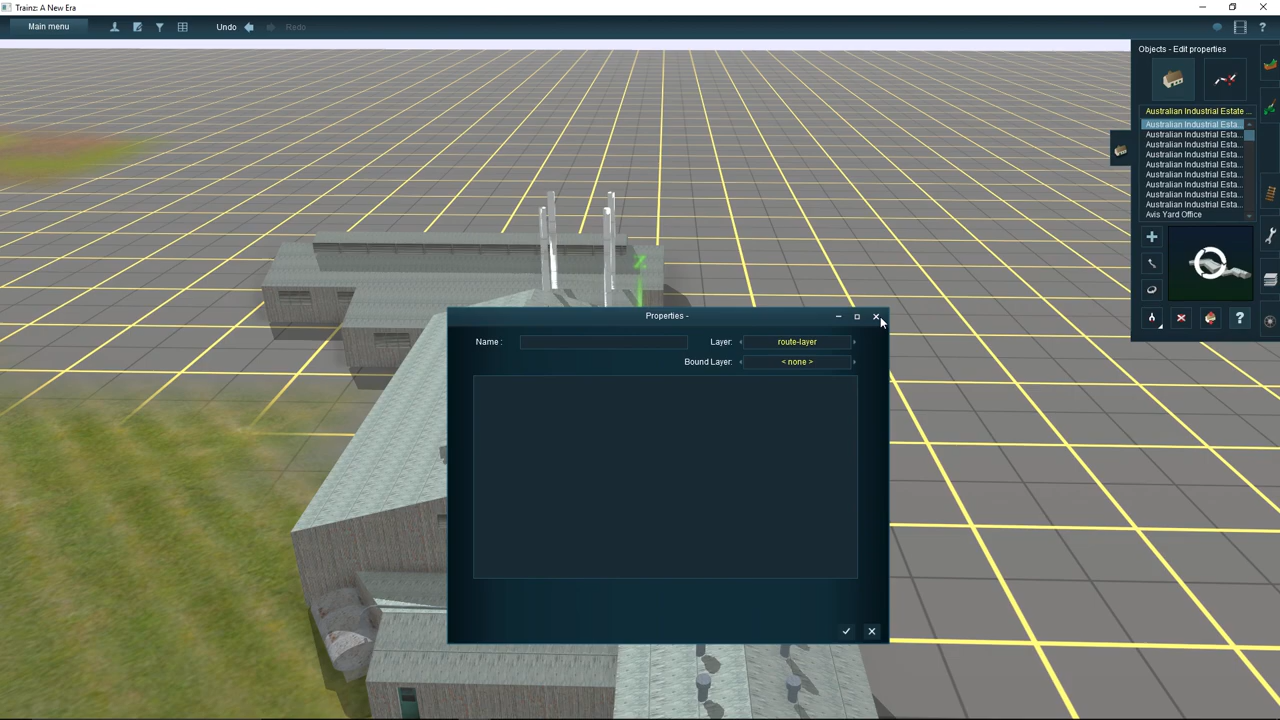 Trainz: A New Era
Main menu
Undo
Redo
?
Objects - Edit properties
Australian Industrial Estate ...
Australian Industrial Esta...
Australian Industrial Esta...
Australian Industrial Esta...
Australian Industrial Esta...
Australian Industrial Esta...
Australian Industrial Esta...
Australian Industrial Esta...
Australian Industrial Esta...
Australian Industrial Esta...
Avis Yard Office
?
Z
Properties -
Name :
Layer:
route-layer
Bound Layer:
< none >